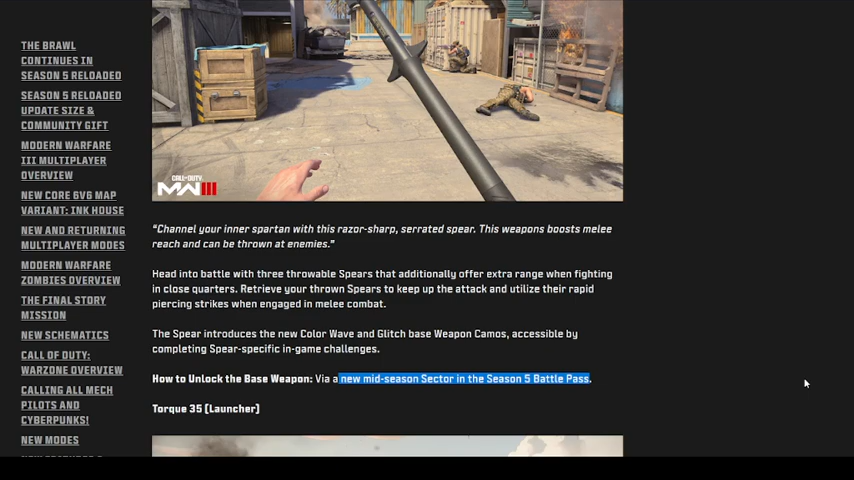 THE BRAWL
CONTINUES IN
SEASON 5 RELOADED
SEASON 5 RELOADED
UPDATE SIZE &
COMMUNITY GIFT
MODERN WARFARE
III MULTIPLAYER
OVERVIEW
NEW CORE 6V6 MAP
VARIANT: INK HOUSE
NEW AND RETURNING
MULTIPLAYER MODES
MODERN WARFARE
ZOMBIES OVERVIEW
THE FINAL STORY
MISSION
NEW SCHEMATICS
CALL OF DUTY:
WARZONE OVERVIEW
CALLING ALL MECH
PILOTS AND
CYBERPUNKS!
NEW MODES
CALL OF DUTY
MWIII
“Channel your inner spartan with this razor-sharp, serrated spear. This weapons boosts melee
reach and can be thrown at enemies.”
Head into battle with three throwable Spears that additionally offer extra range when fighting
in close quarters. Retrieve your thrown Spears to keep up the attack and utilize their rapid
piercing strikes when engaged in melee combat.
The Spear introduces the new Color Wave and Glitch base Weapon Camos, accessible by
completing Spear-specific in-game challenges.
How to Unlock the Base Weapon: Via a new mid-season Sector in the Season 5 Battle Pass.
Torque 35 [Launcher]